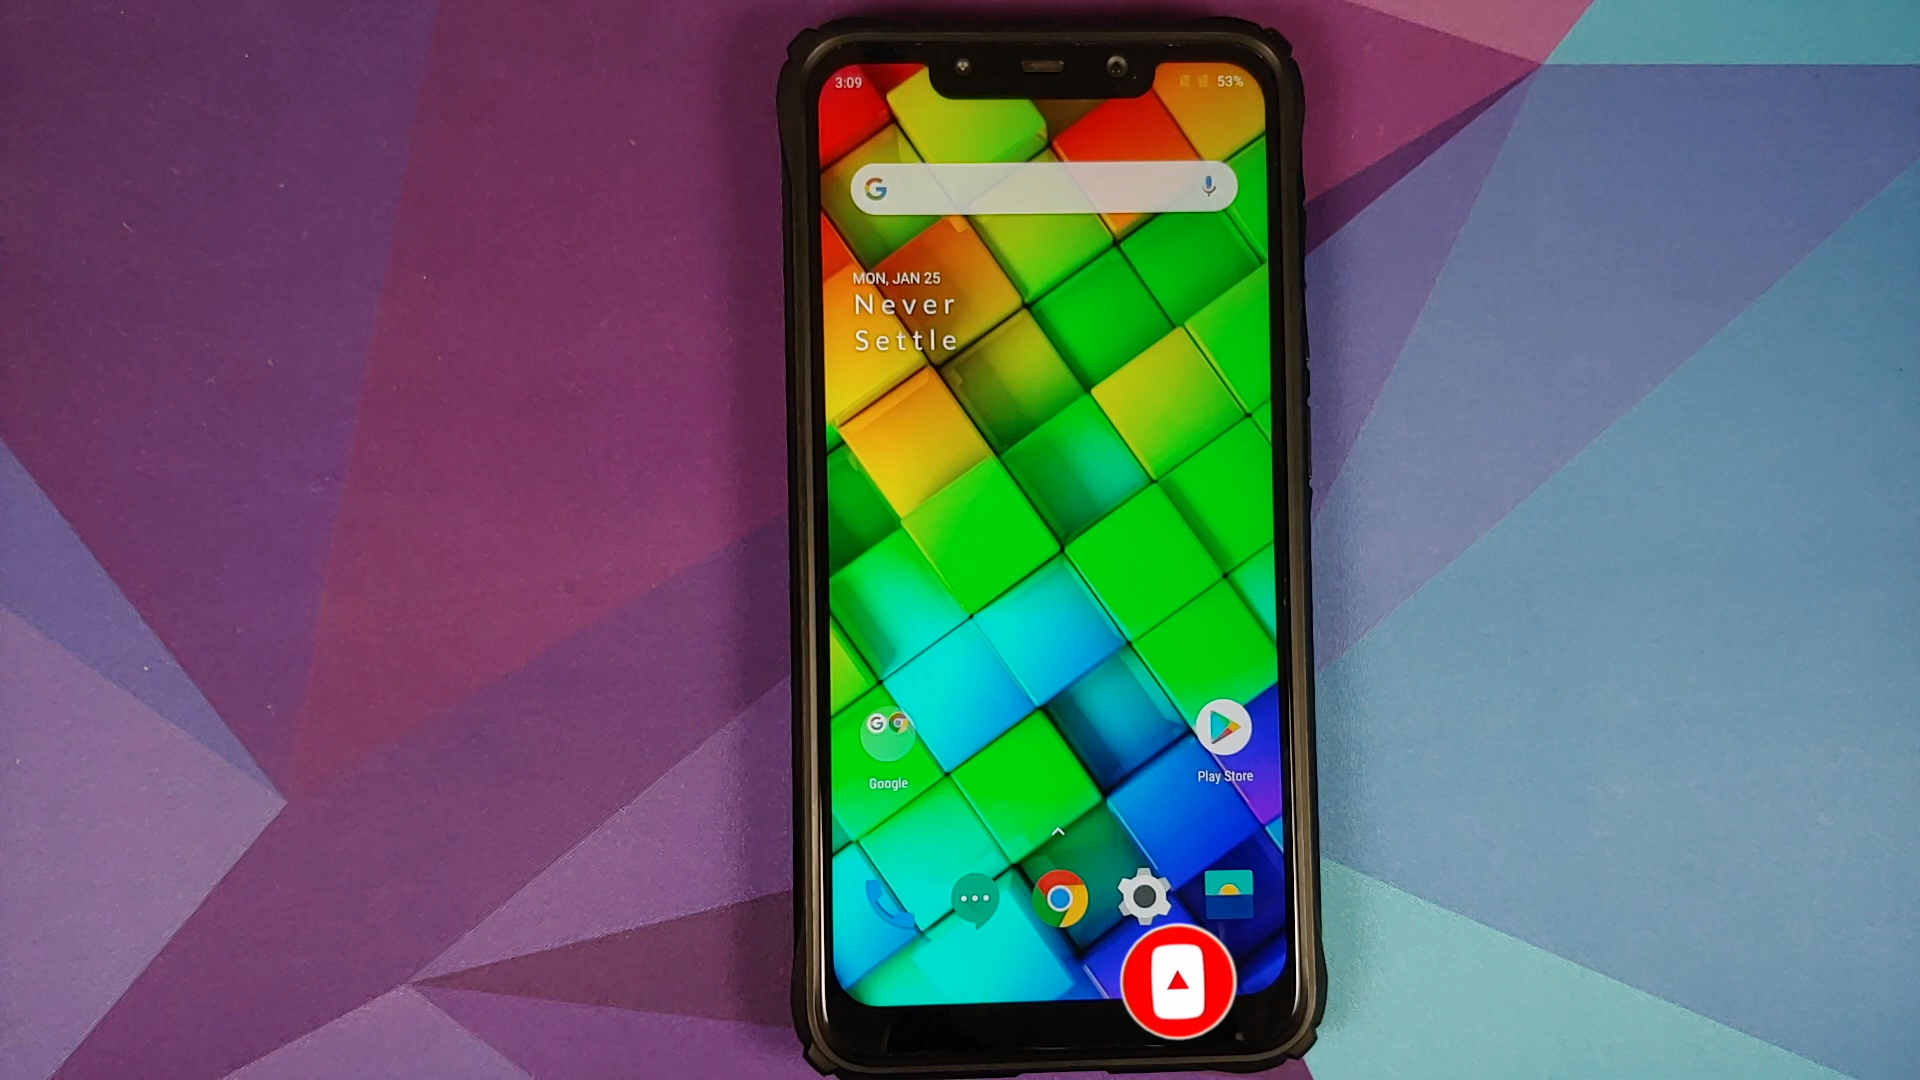 3:09
53%
G
MON, JAN 25
Never
Settle
G
Google
Play Store